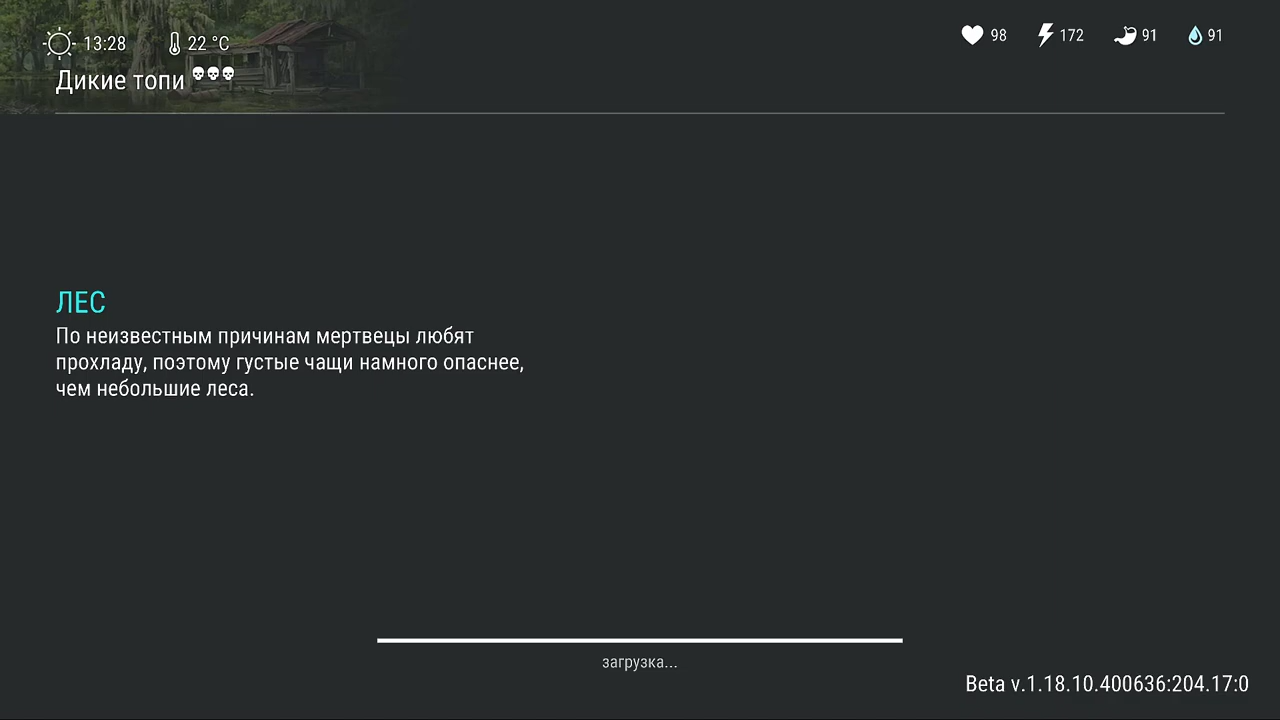 13:28 22 °C 98 172 91 91
Дикие топи
ЛЕС
По неизвестным причинам мертвецы любят
прохладу, поэтому густые чащи намного опаснее,
чем небольшие леса.
загрузка...
Beta v.1.18.10.400636:204.17:0